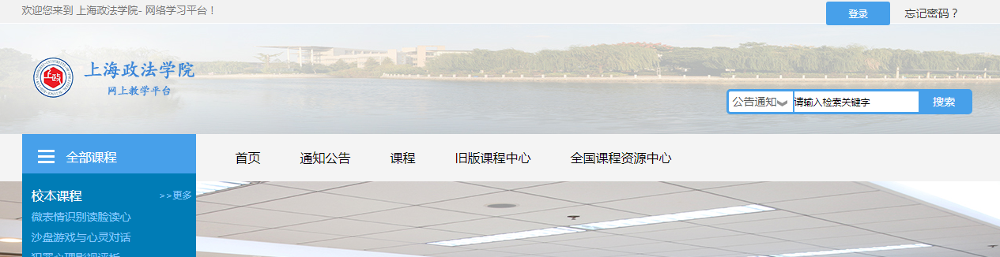 欢迎您来到 上海政法学院- 网络学习平台！
登录 忘记密码？
上海政法学院
网上教学平台
公告通知 请输入检索关键字 搜索
全部课程 首页 通知公告 课程 旧版课程中心 全国课程资源中心
校本课程 >>更多
微表情识别读脸读心
沙盘游戏与心灵对话